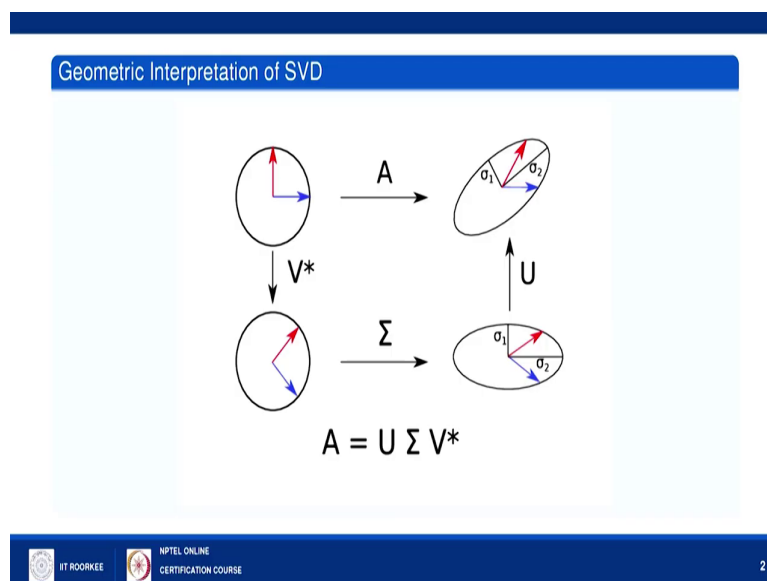 Geometric Interpretation of SVD
A
σ₁
σ₂
V*
U
Σ
σ₁
σ₂
A = U Σ V*
IIT ROORKEE
NPTEL ONLINE
CERTIFICATION COURSE
2